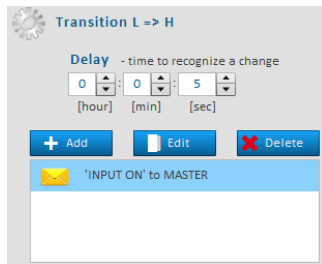 Transition L => H
Delay - time to recognize a change
0 : 0 : 5
[hour] [min] [sec]
Add Edit Delete
'INPUT ON' to MASTER